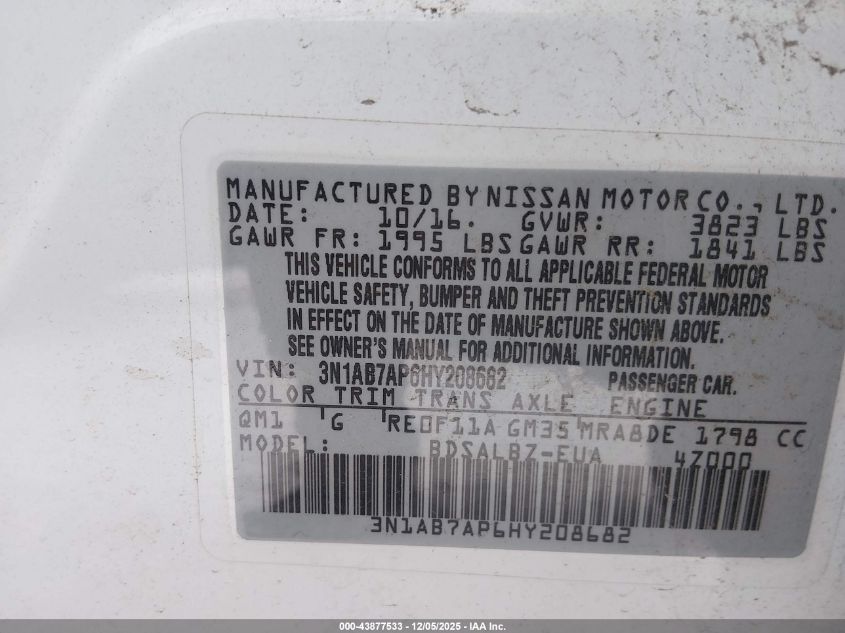 MANUFACTURED BY NISSAN MOTOR CO., LTD.
DATE: 10/16. GVWR: 3823 LBS
GAWR FR: 1995 LBS GAWR RR: 1841 LBS
THIS VEHICLE CONFORMS TO ALL APPLICABLE FEDERAL MOTOR
VEHICLE SAFETY, BUMPER AND THEFT PREVENTION STANDARDS
IN EFFECT ON THE DATE OF MANUFACTURE SHOWN ABOVE.
SEE OWNER'S MANUAL FOR ADDITIONAL INFORMATION.
VIN: 3N1AB7AP6HY208682 PASSENGER CAR.
COLOR TRIM TRANS AXLE ENGINE
QM1 G RE0F11A GM35 MRA8DE 1798 CC
MODEL: BDSALBZ-EUA 47000
3N1AB7AP6HY208682
000-43877533 - 12/05/2025 - IAA Inc.